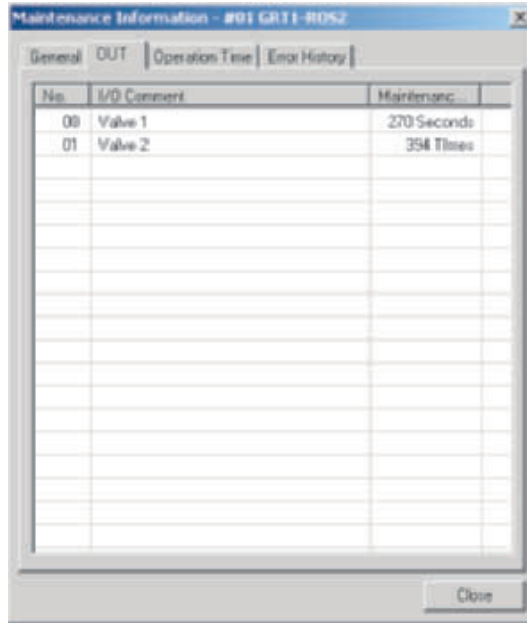 Maintenance Information - #01 GRT1-ROS2
General OUT Operation Time Error History
No. I/O Comment Maintenanc...
00 Valve 1 270 Seconds
01 Valve 2 394 Times
Close